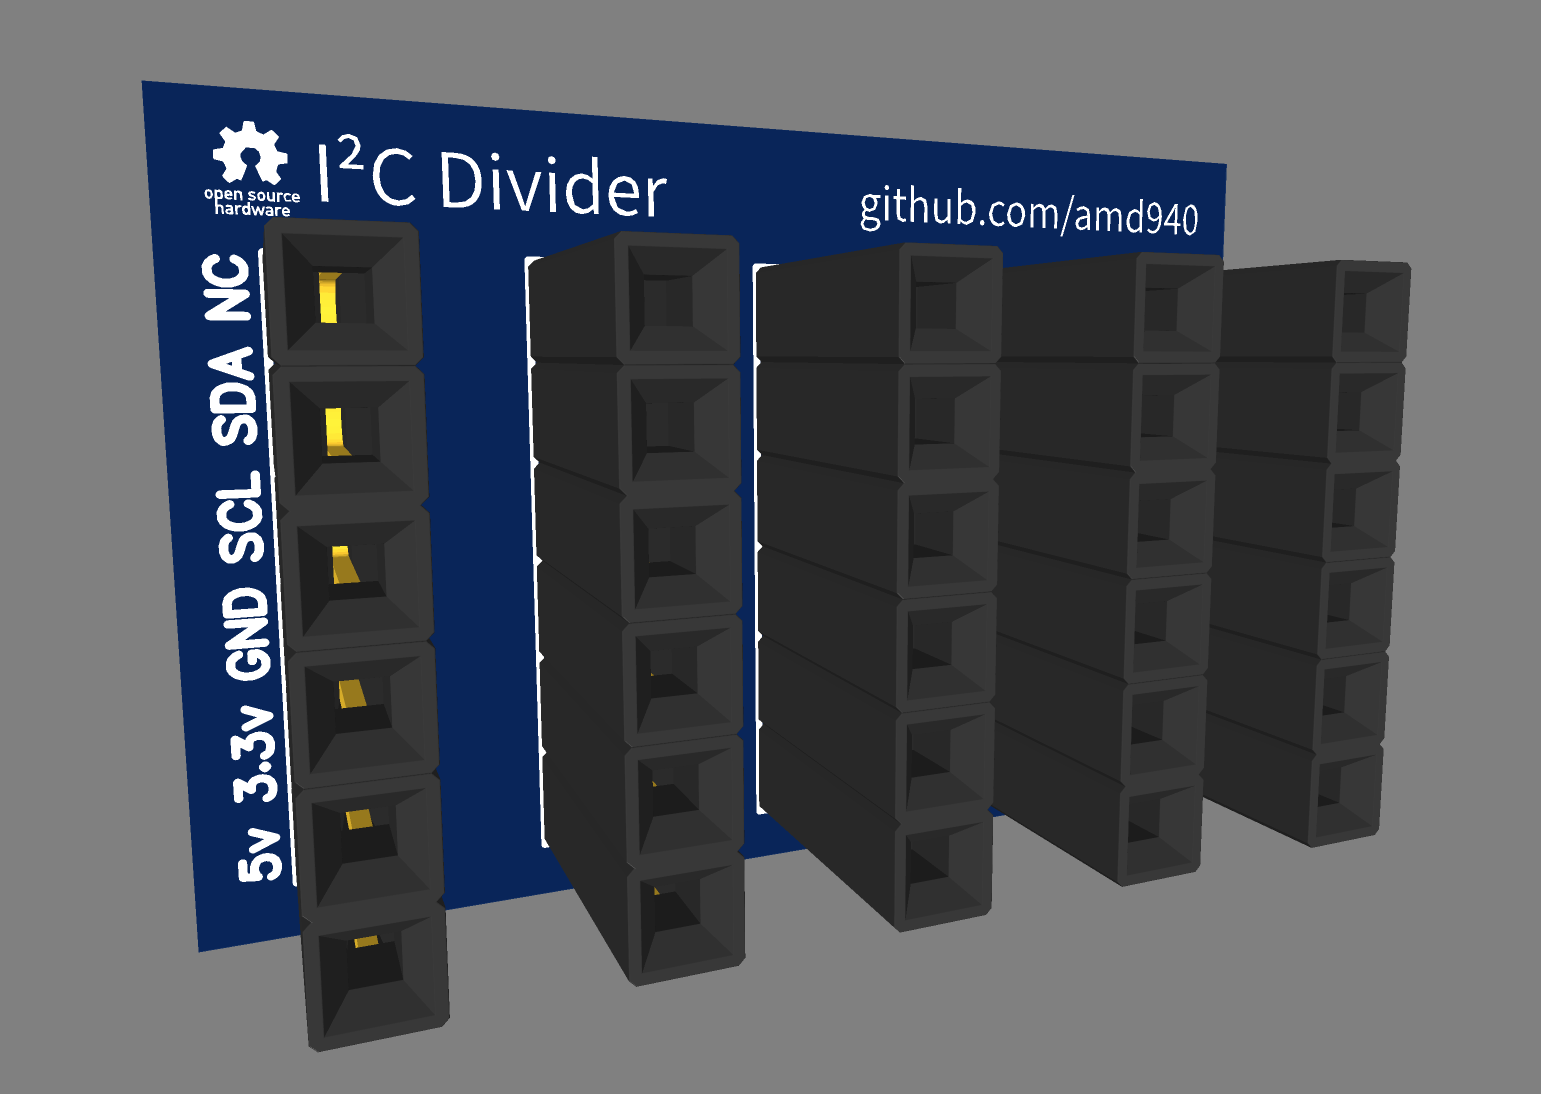 open source
hardware
I²C Divider
github.com/amd940
5v 3.3v GND SCL SDA NC